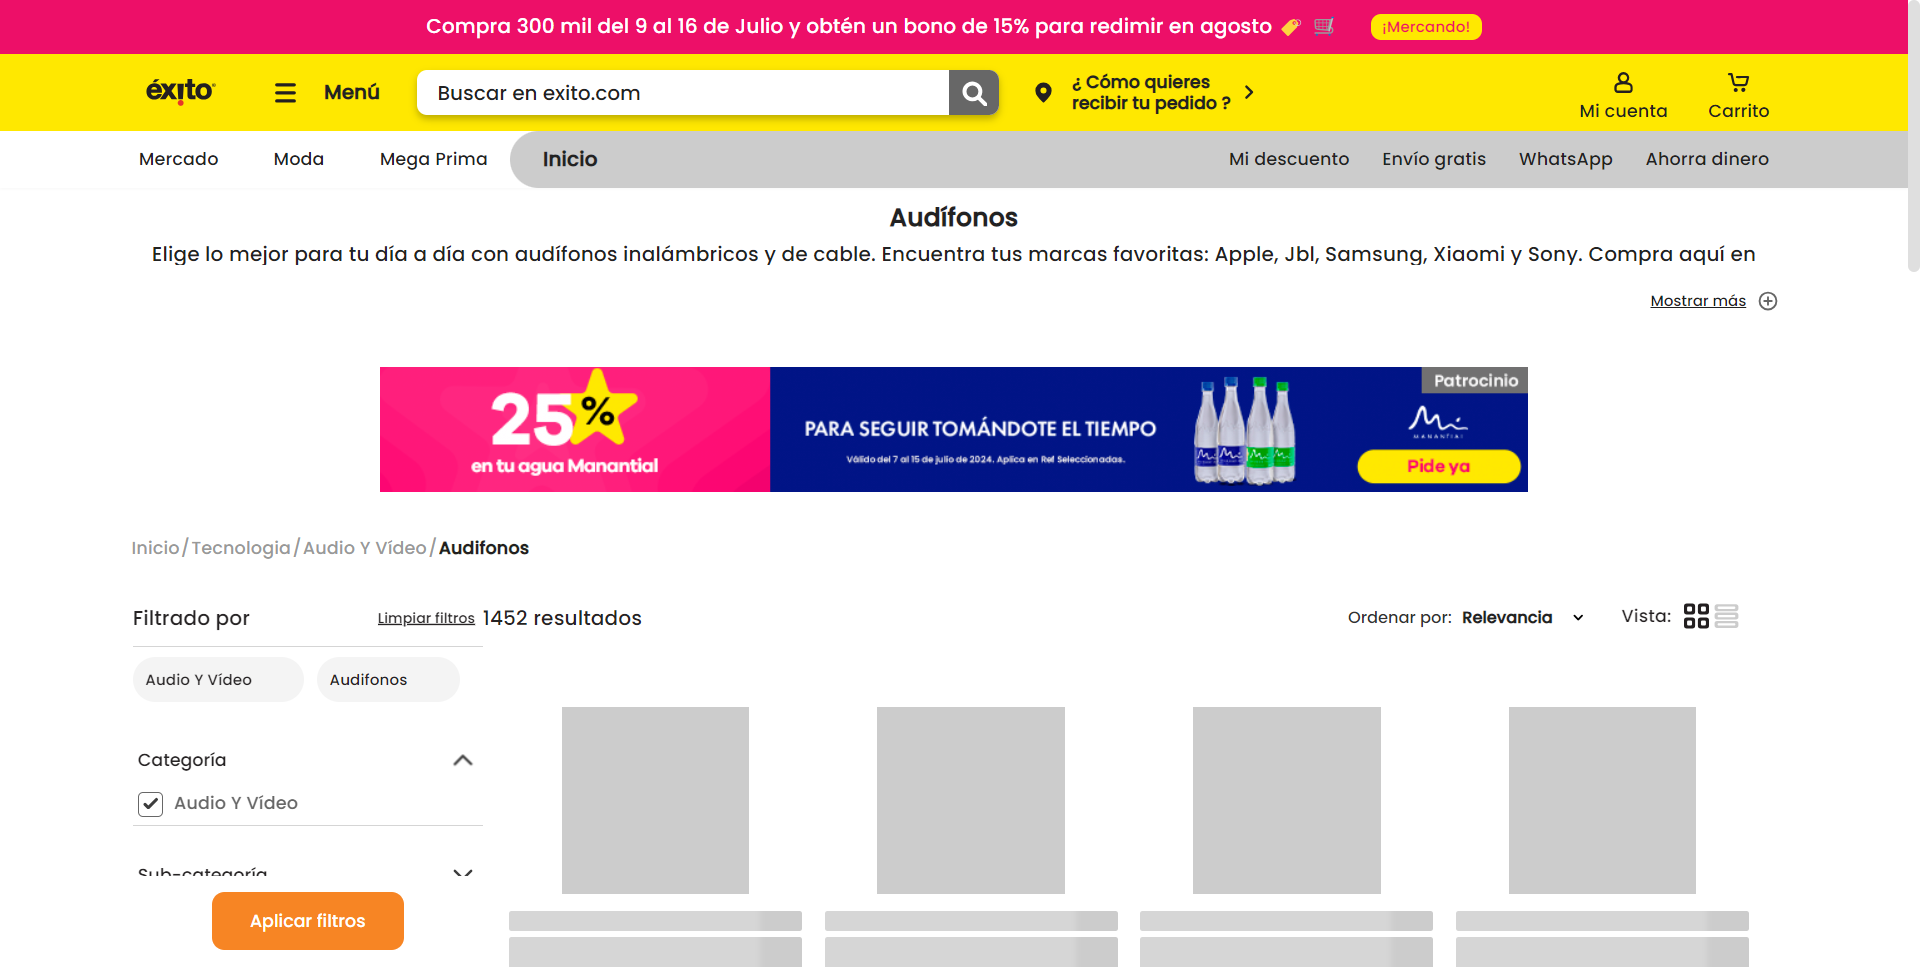 Compra 300 mil del 9 al 16 de Julio y obtén un bono de 15% para redimir en agosto 🏷️ 🛒 ¡Mercando!
éxito
Menú
Buscar en exito.com
¿ Cómo quieres
recibir tu pedido ?
Mi cuenta
Carrito
Mercado
Moda
Mega Prima
Inicio
Mi descuento
Envío gratis
WhatsApp
Ahorra dinero
Audífonos
Elige lo mejor para tu día a día con audífonos inalámbricos y de cable. Encuentra tus marcas favoritas: Apple, Jbl, Samsung, Xiaomi y Sony. Compra aquí en
Mostrar más
25%
en tu agua Manantial
PARA SEGUIR TOMÁNDOTE EL TIEMPO
Válido del 7 al 15 de julio de 2024. Aplica en Ref Seleccionadas.
Patrocinio
Mi
MANANTIAL
Pide ya
Inicio/Tecnologia/Audio Y Vídeo/Audifonos
Filtrado por
Limpiar filtros
1452 resultados
Ordenar por: Relevancia
Vista:
Audio Y Vídeo
Audifonos
Categoría
Audio Y Vídeo
Sub-categoría
Aplicar filtros